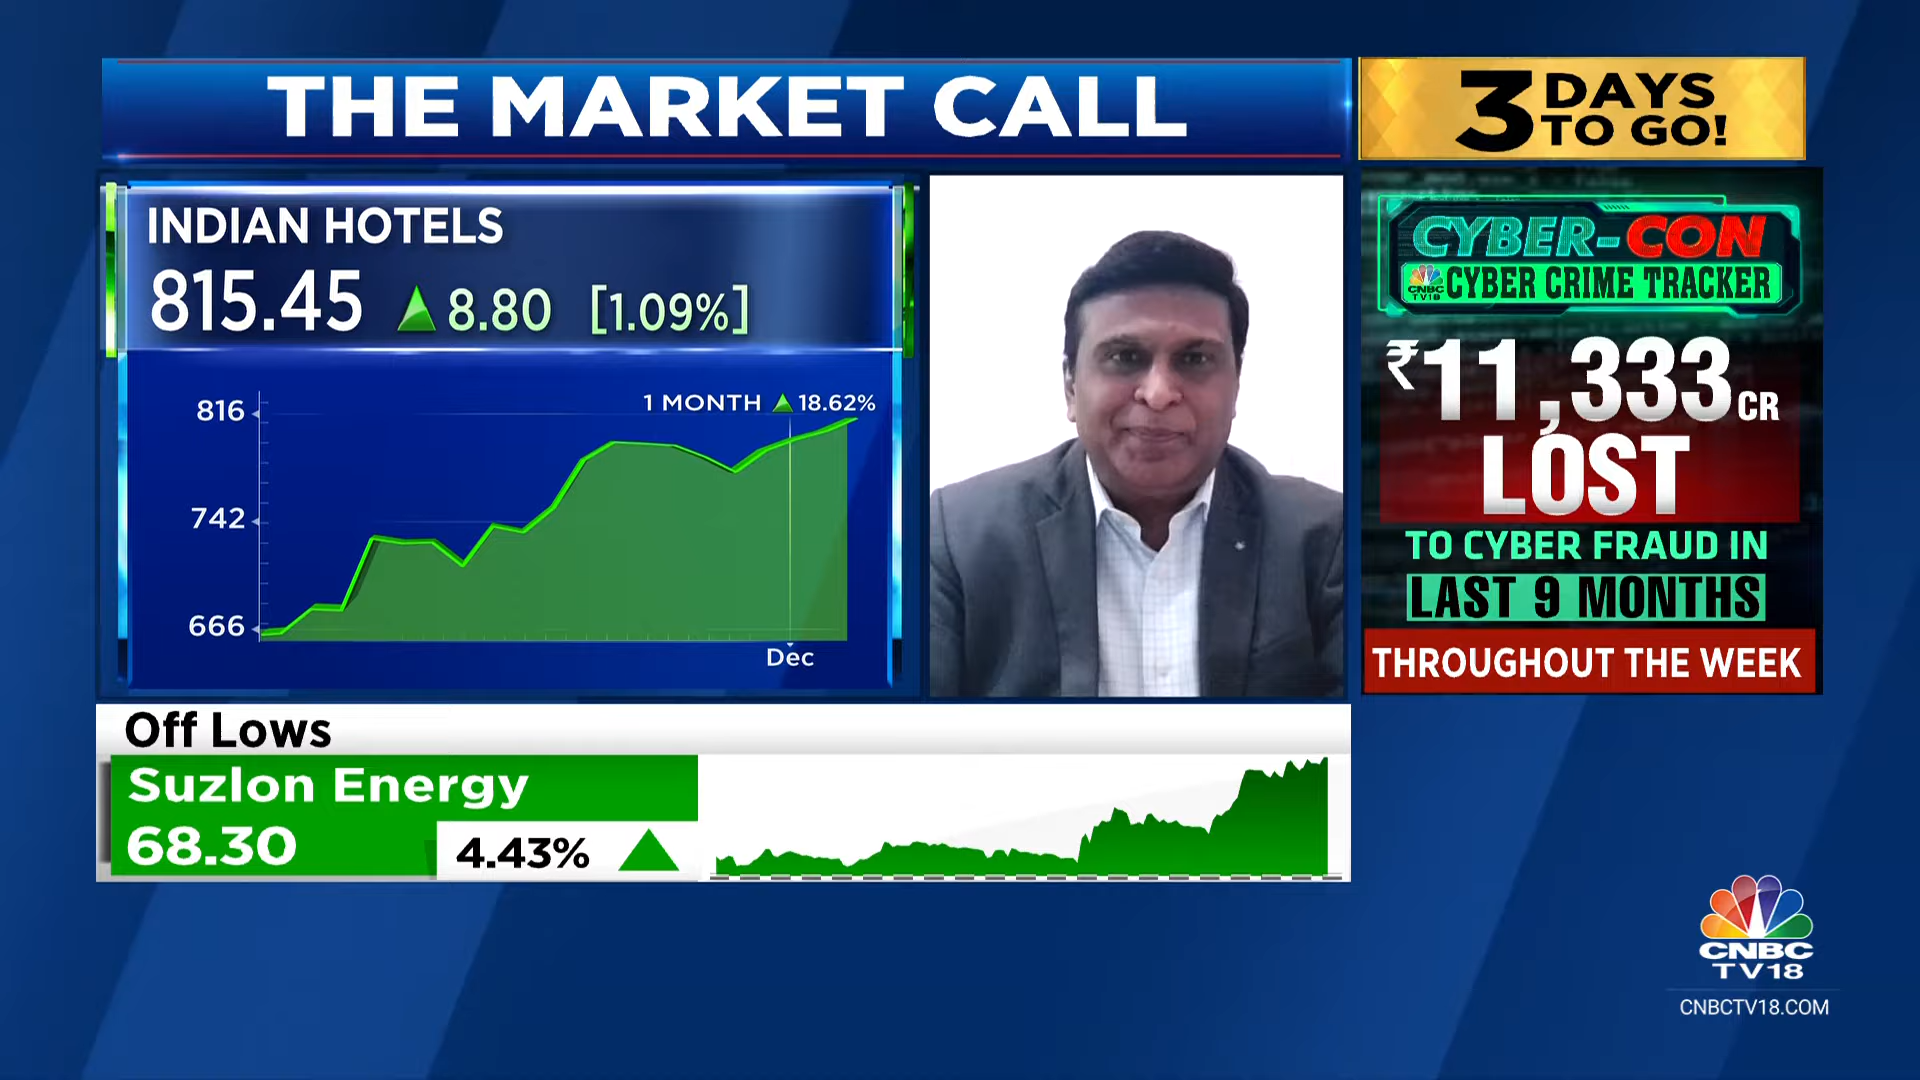 THE MARKET CALL
3 DAYS TO GO!
INDIAN HOTELS
815.45 ▲ 8.80 [1.09%]
1 MONTH ▲ 18.62%
816
742
666
Dec
CYBER-CON
CNBC TV18 CYBER CRIME TRACKER
₹11,333 CR
LOST
TO CYBER FRAUD IN
LAST 9 MONTHS
THROUGHOUT THE WEEK
Off Lows
Suzlon Energy
68.30 4.43% ▲
CNBC
TV18
CNBCTV18.COM